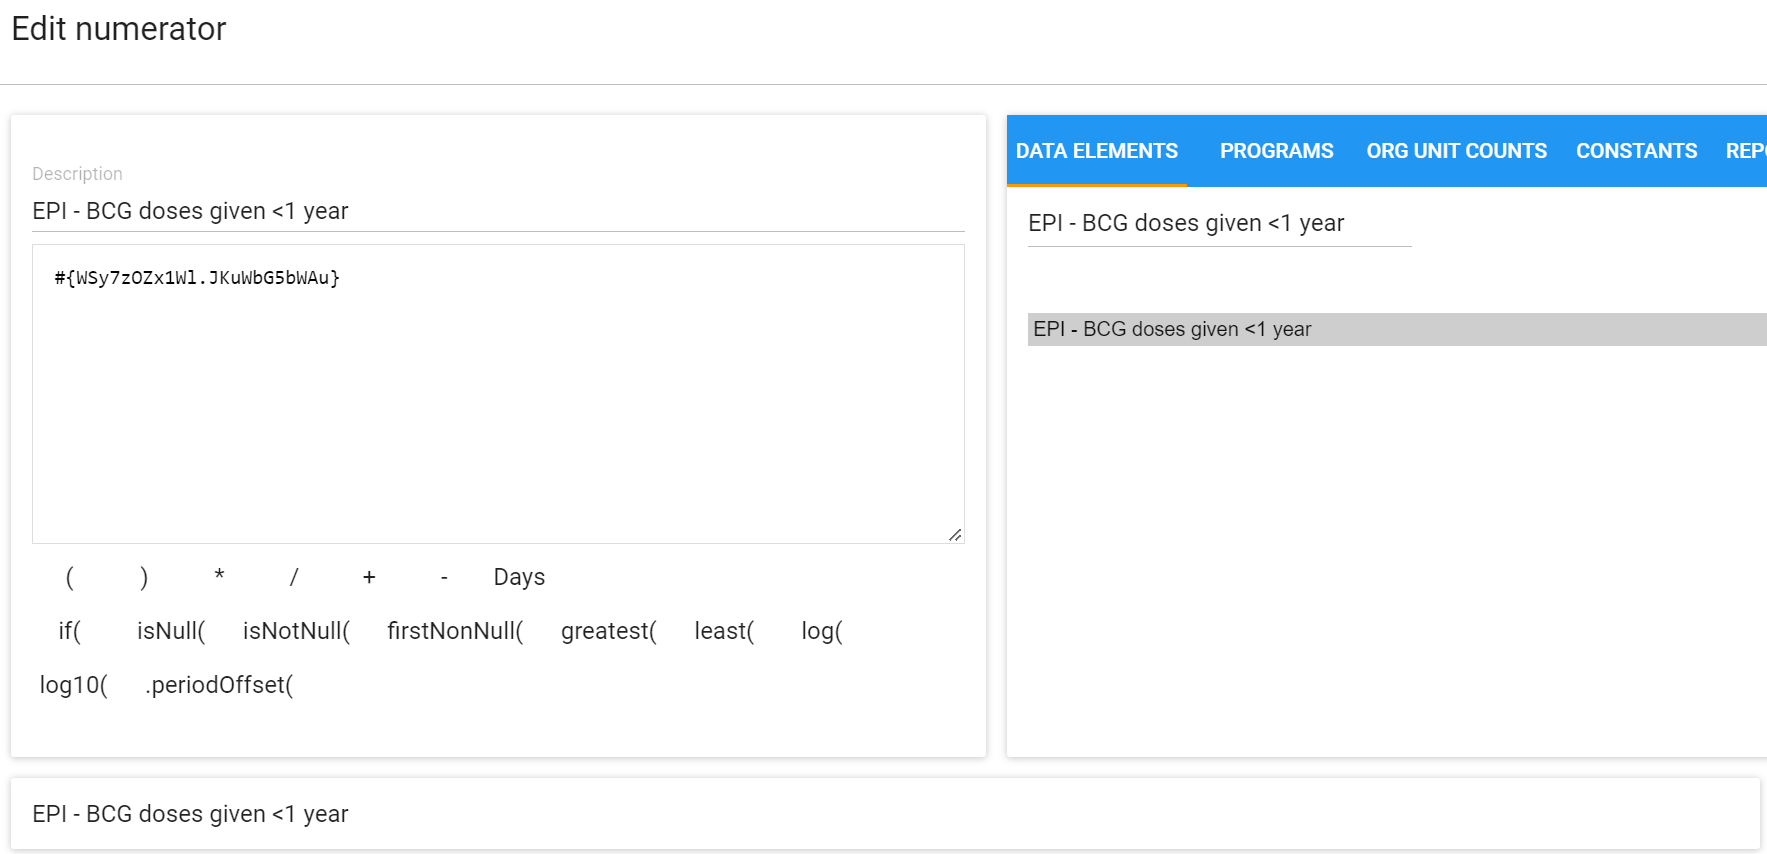 Edit numerator
Description
EPI - BCG doses given <1 year
#{WSy7zOZx1Wl.JKuWbG5bWAu}
( ) * / + - Days
if( isNull( isNotNull( firstNonNull( greatest( least( log(
log10( .periodOffset(
DATA ELEMENTS PROGRAMS ORG UNIT COUNTS CONSTANTS REPO
EPI - BCG doses given <1 year
EPI - BCG doses given <1 year
EPI - BCG doses given <1 year